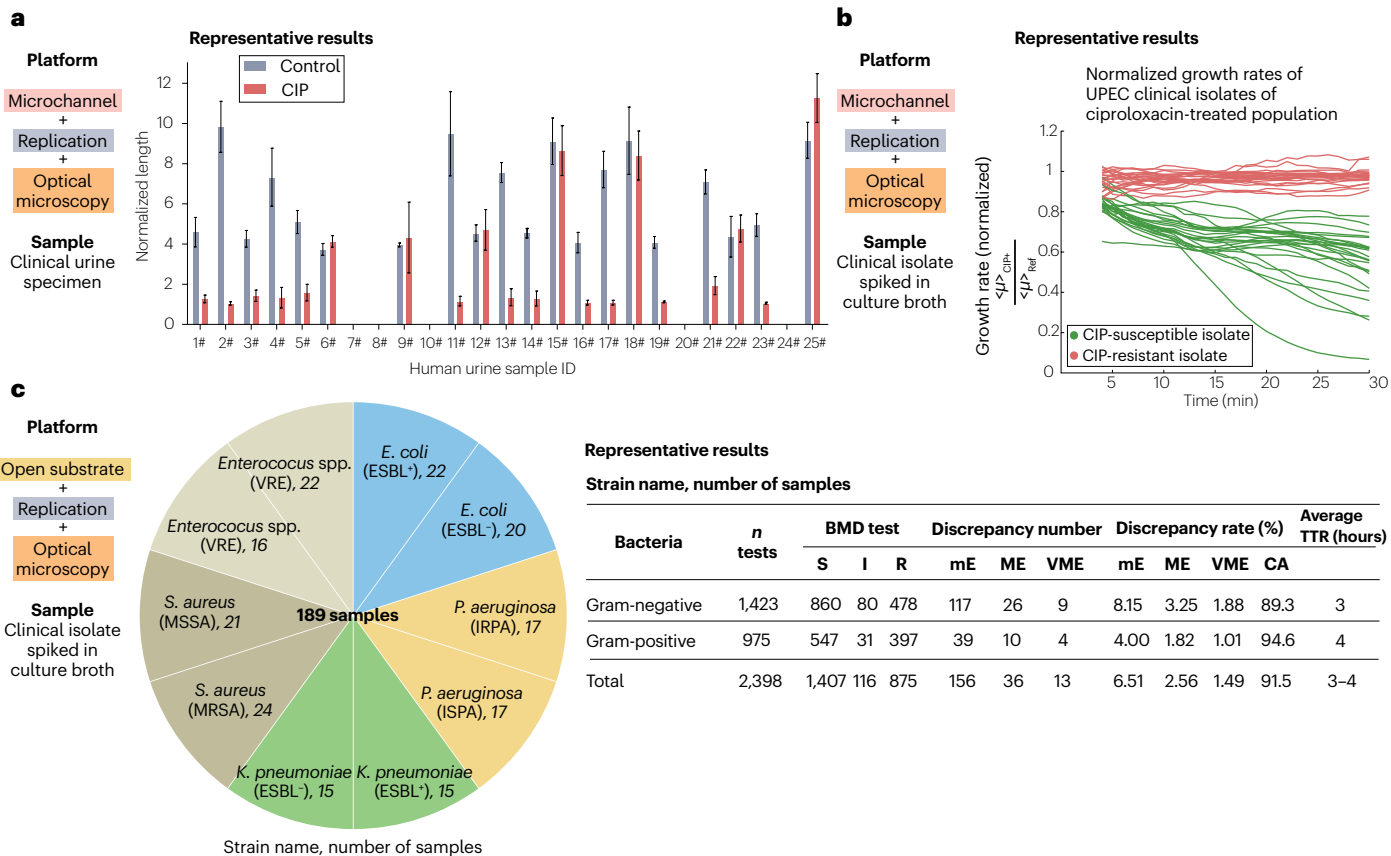 a
Representative results
Platform
Microchannel
+
Replication
+
Optical
microscopy
Sample
Clinical urine
specimen
Control
CIP
Normalized length
12
10
8
6
4
2
0
1# 2# 3# 4# 5# 6# 7# 8# 9# 10# 11# 12# 13# 14# 15# 16# 17# 18# 19# 20# 21# 22# 23# 24# 25#
Human urine sample ID
b
Representative results
Platform
Microchannel
+
Replication
+
Optical
microscopy
Sample
Clinical isolate
spiked in
culture broth
Normalized growth rates of
UPEC clinical isolates of
ciproloxacin-treated population
Growth rate (normalized)
<μ> CIP+
<μ> Ref
1.2
1
0.8
0.6
0.4
0.2
0
CIP-susceptible isolate
CIP-resistant isolate
5 10 15 20 25 30
Time (min)
c
Platform
Open substrate
+
Replication
+
Optical
microscopy
Sample
Clinical isolate
spiked in
culture broth
Enterococus spp.
(VRE), 22
E. coli
(ESBL⁺), 22
E. coli
(ESBL⁻), 20
Enterococus spp.
(VRE), 16
S. aureus
(MSSA), 21
189 samples
P. aeruginosa
(IRPA), 17
S. aureus
(MRSA), 24
P. aeruginosa
(ISPA), 17
K. pneumoniae
(ESBL⁻), 15
K. pneumoniae
(ESBL⁺), 15
Strain name, number of samples
Representative results
Strain name, number of samples
Bacteria n tests BMD test Discrepancy number Discrepancy rate (%) Average TTR (hours)
S I R mE ME VME mE ME VME CA
Gram-negative 1,423 860 80 478 117 26 9 8.15 3.25 1.88 89.3 3
Gram-positive 975 547 31 397 39 10 4 4.00 1.82 1.01 94.6 4
Total 2,398 1,407 116 875 156 36 13 6.51 2.56 1.49 91.5 3–4